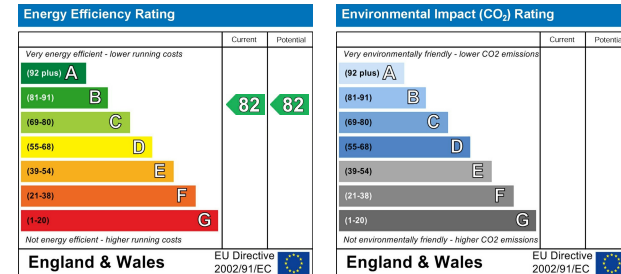 Energy Efficiency Rating
Current Potential
Very energy efficient - lower running costs
(92 plus) A
(81-91) B
82 82
(69-80) C
(55-68) D
(39-54) E
(21-38) F
(1-20) G
Not energy efficient - higher running costs
England & Wales
EU Directive
2002/91/EC
Environmental Impact (CO₂) Rating
Current Potentia
Very environmentally friendly - lower CO2 emissions
(92 plus) A
(81-91) B
(69-80) C
(55-68) D
(39-54) E
(21-38) F
(1-20) G
Not environmentally friendly - higher CO2 emissions
England & Wales
EU Directive
2002/91/EC